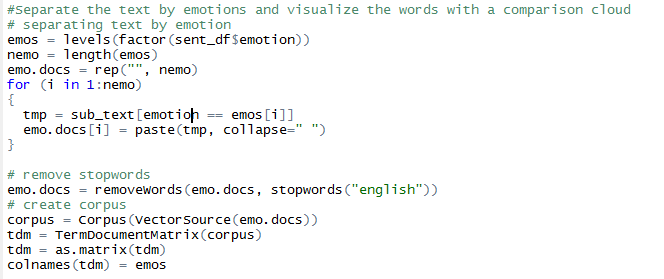 #Separate the text by emotions and visualize the words with a comparison cloud
# separating text by emotion
emos = levels(factor(sent_df$emotion))
nemo = length(emos)
emo.docs = rep("", nemo)
for (i in 1:nemo)
{
  tmp = sub_text[emotion == emos[i]]
  emo.docs[i] = paste(tmp, collapse=" ")
}

# remove stopwords
emo.docs = removeWords(emo.docs, stopwords("english"))
# create corpus
corpus = Corpus(VectorSource(emo.docs))
tdm = TermDocumentMatrix(corpus)
tdm = as.matrix(tdm)
colnames(tdm) = emos